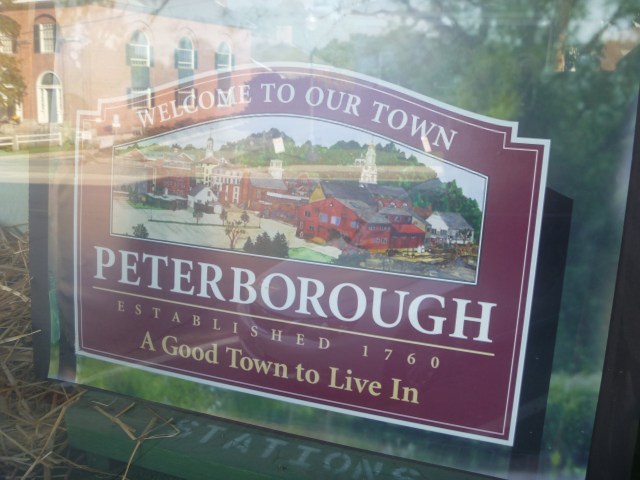 WELCOME TO OUR TOWN
PETERBOROUGH
ESTABLISHED 1760
A Good Town to Live In
STATIONS